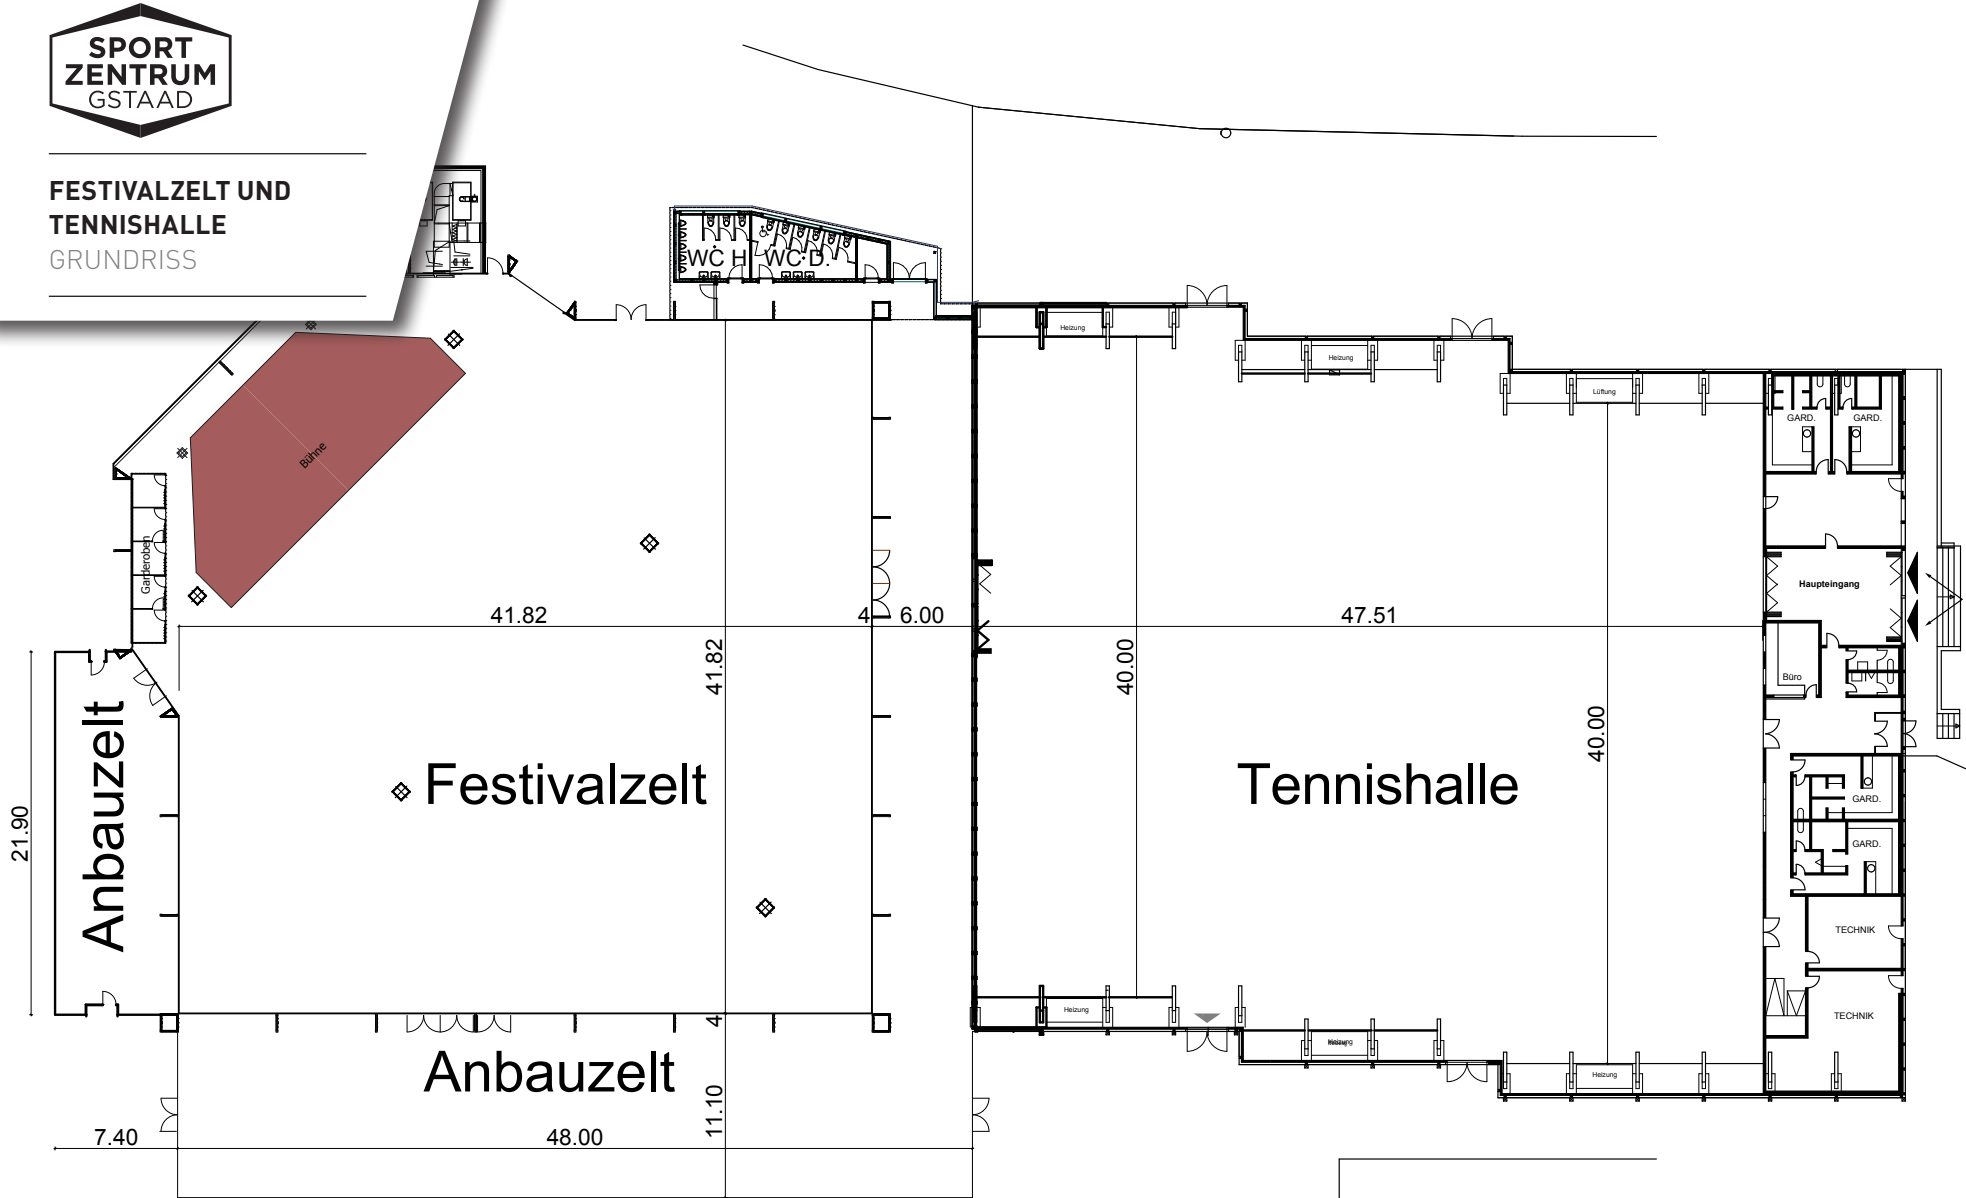 SPORT
ZENTRUM
GSTAAD
FESTIVALZELT UND
TENNISHALLE
GRUNDRISS
WC H
WC D.
Heizung
Heizung
Lüftung
GARD.
GARD.
Bühne
Garderoben
Haupteingang
41.82
4
6.00
47.51
41.82
40.00
40.00
Büro
Anbauzelt
Festivalzelt
Tennishalle
21.90
GARD.
GARD.
TECHNIK
TECHNIK
Heizung
Heizung
Heizung
4
Anbauzelt
11.10
7.40
48.00